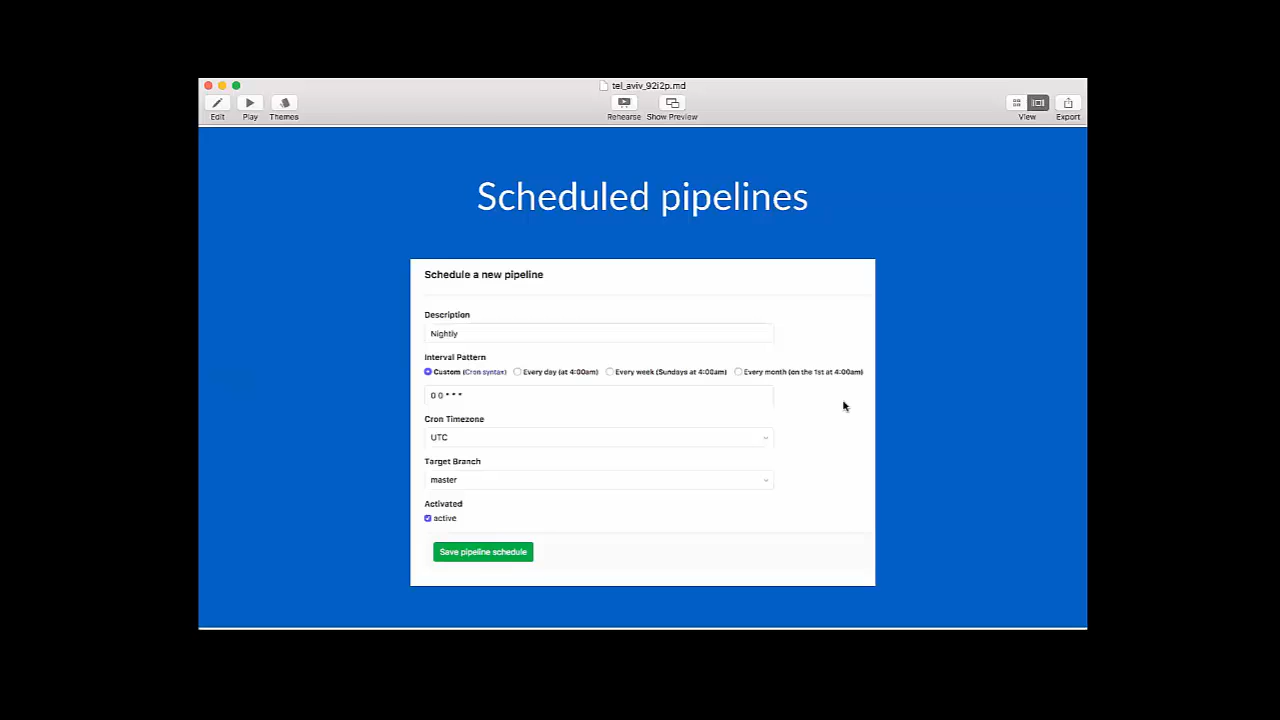 tel_aviv_92i2p.md
Edit Play Themes Rehearse Show Preview View Export
Scheduled pipelines
Schedule a new pipeline
Description
Nightly
Interval Pattern
Custom (Cron syntax) Every day (at 4:00am) Every week (Sundays at 4:00am) Every month (on the 1st at 4:00am)
0 0 * * *
Cron Timezone
UTC
Target Branch
master
Activated
active
Save pipeline schedule